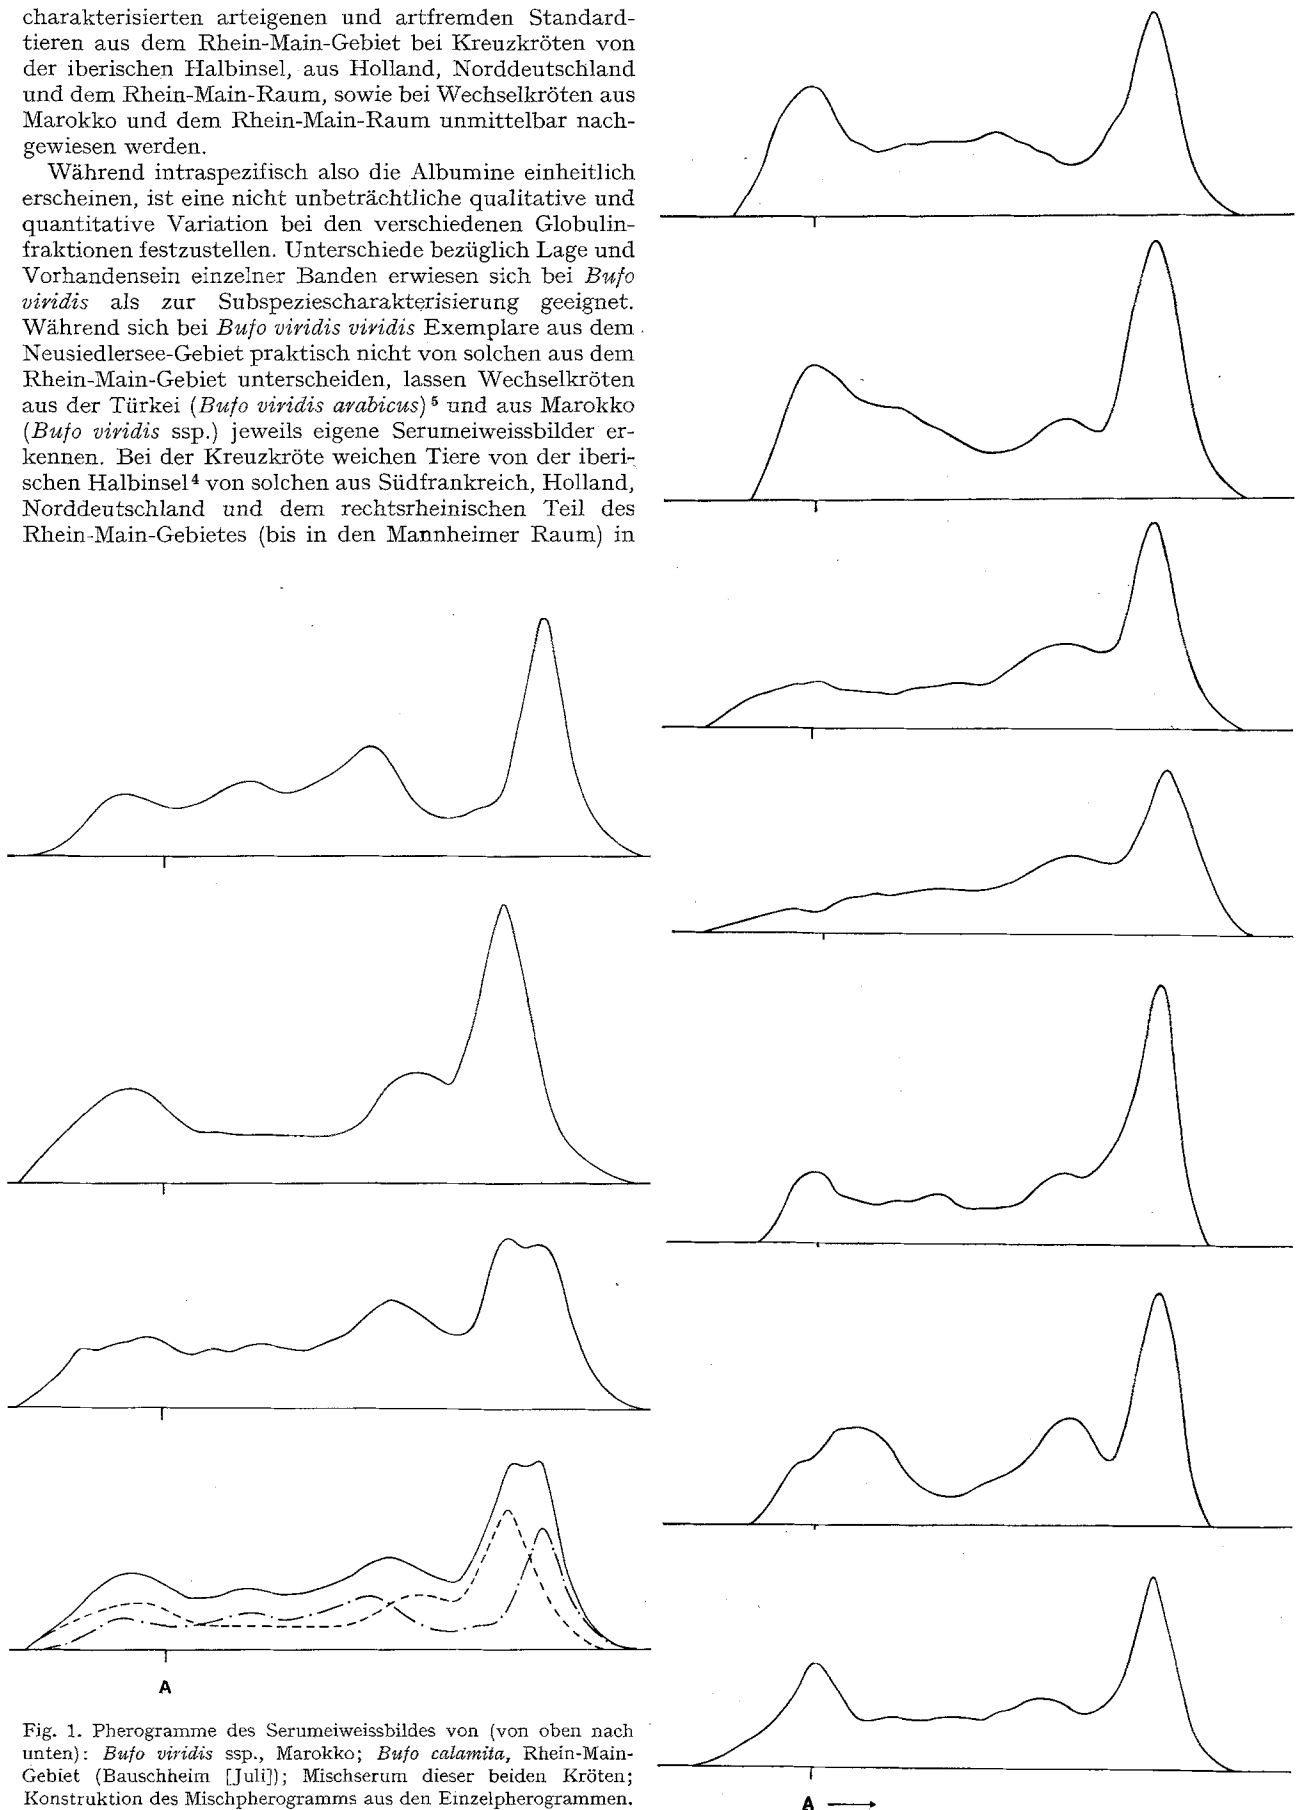 charakterisierten arteigenen und artfremden Standard-
tieren aus dem Rhein-Main-Gebiet bei Kreuzkröten von
der iberischen Halbinsel, aus Holland, Norddeutschland
und dem Rhein-Main-Raum, sowie bei Wechselkröten aus
Marokko und dem Rhein-Main-Raum unmittelbar nach-
gewiesen werden.
Während intraspezifisch also die Albumine einheitlich
erscheinen, ist eine nicht unbeträchtliche qualitative und
quantitative Variation bei den verschiedenen Globulin-
fraktionen festzustellen. Unterschiede bezüglich Lage und
Vorhandensein einzelner Banden erwiesen sich bei Bufo
viridis als zur Subspeziescharakterisierung geeignet.
Während sich bei Bufo viridis viridis Exemplare aus dem
Neusiedlersee-Gebiet praktisch nicht von solchen aus dem
Rhein-Main-Gebiet unterscheiden, lassen Wechselkröten
aus der Türkei (Bufo viridis arabicus)⁵ und aus Marokko
(Bufo viridis ssp.) jeweils eigene Serumeiweissbilder er-
kennen. Bei der Kreuzkröte weichen Tiere von der iberi-
schen Halbinsel⁴ von solchen aus Südfrankreich, Holland,
Norddeutschland und dem rechtsrheinischen Teil des
Rhein-Main-Gebietes (bis in den Mannheimer Raum) in
A
Fig. 1. Pherogramme des Serumeiweissbildes von (von oben nach
unten): Bufo viridis ssp., Marokko; Bufo calamita, Rhein-Main-
Gebiet (Bauschheim [Juli]); Mischserum dieser beiden Kröten;
Konstruktion des Mischpherogramms aus den Einzelpherogrammen.
A →